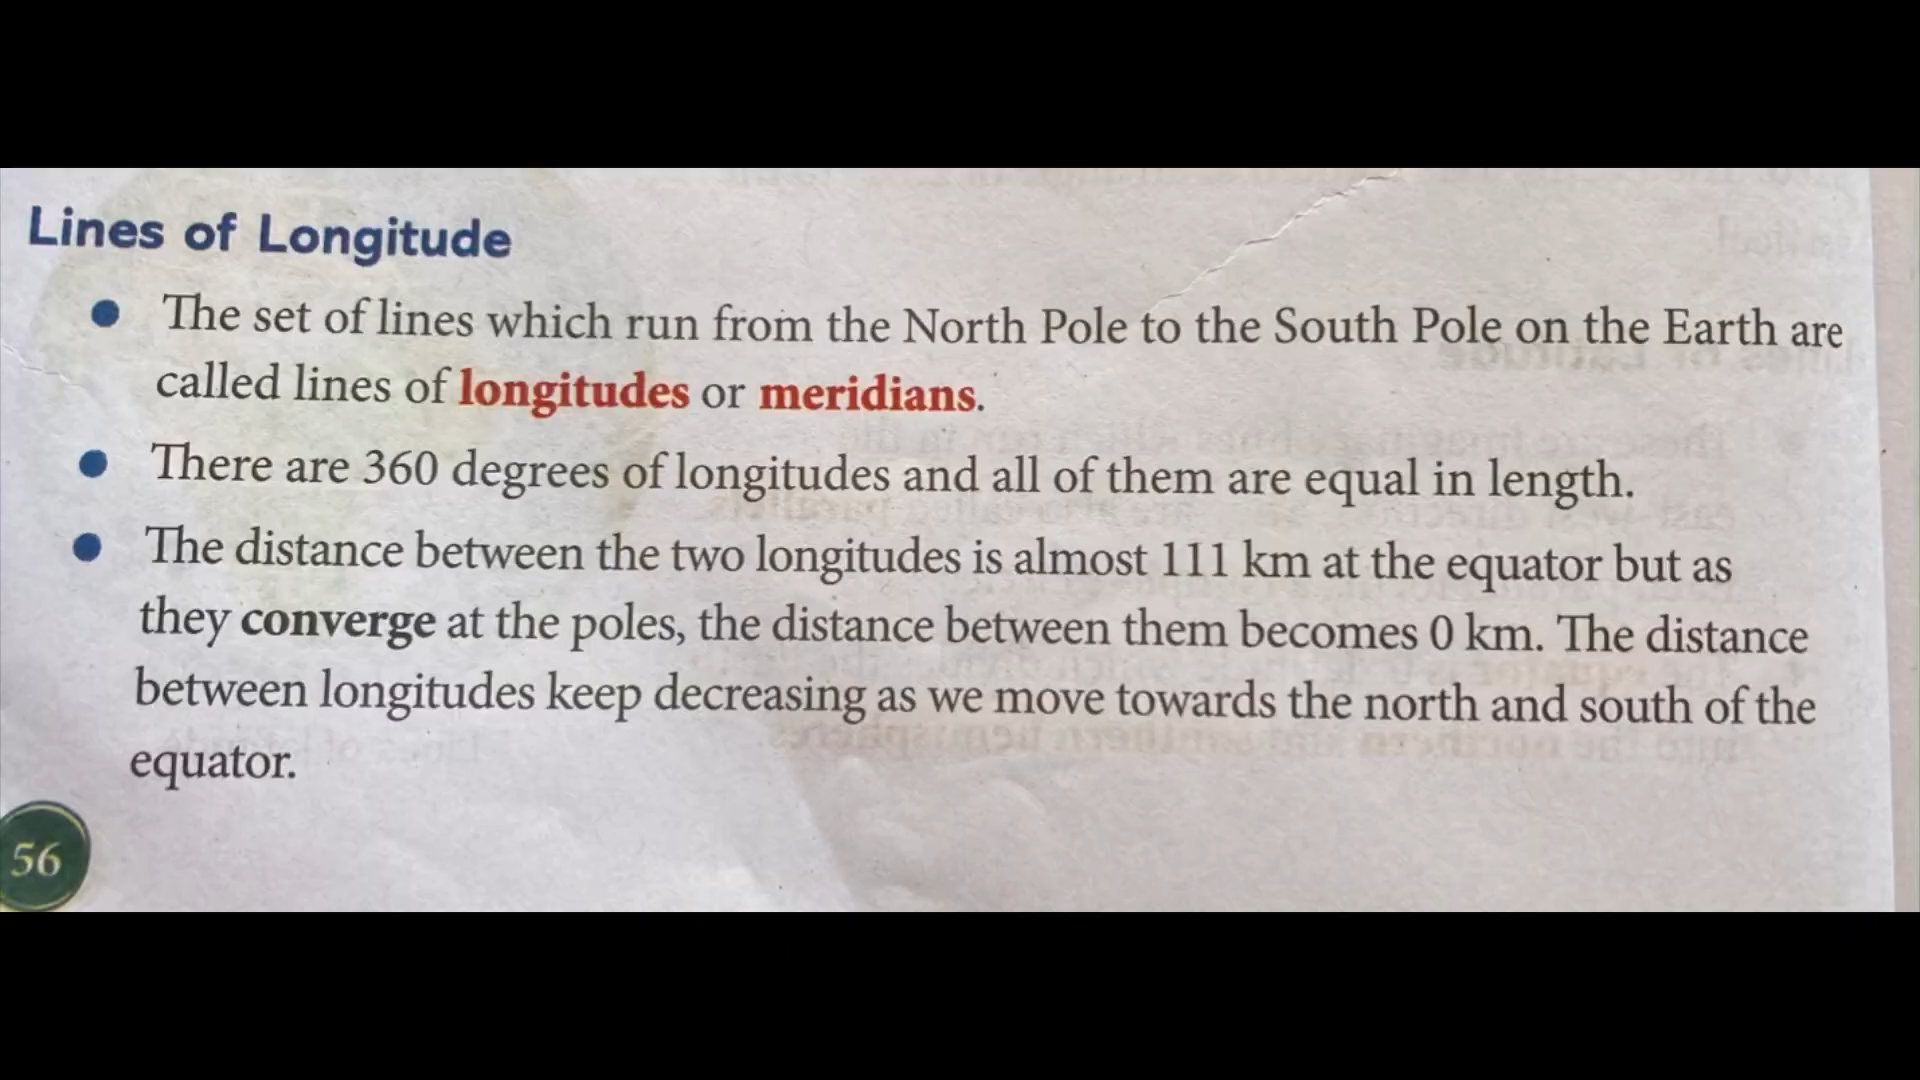 Lines of Longitude
● The set of lines which run from the North Pole to the South Pole on the Earth are
called lines of longitudes or meridians.
● There are 360 degrees of longitudes and all of them are equal in length.
● The distance between the two longitudes is almost 111 km at the equator but as
they converge at the poles, the distance between them becomes 0 km. The distance
between longitudes keep decreasing as we move towards the north and south of the
equator.
56